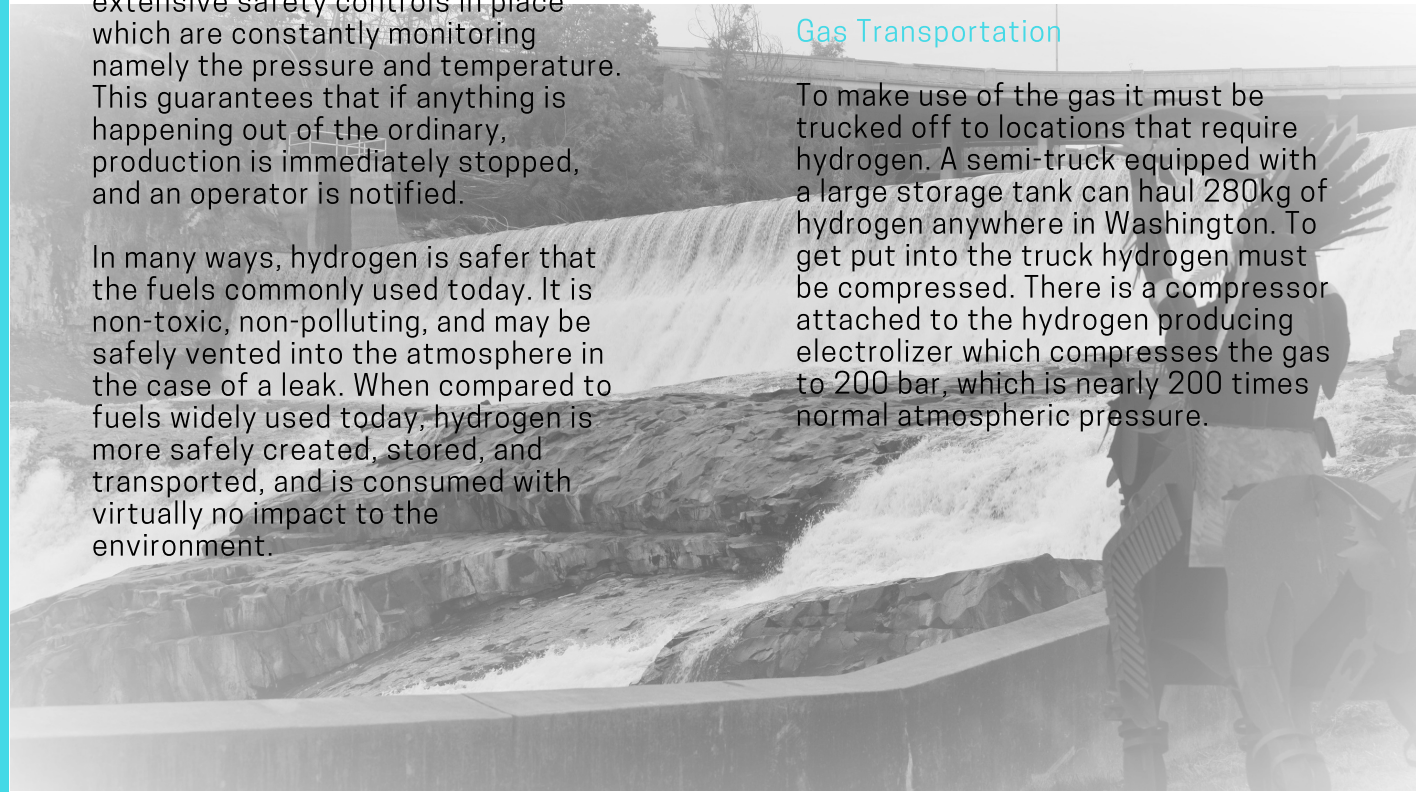 extensive safety controls in place
which are constantly monitoring
namely the pressure and temperature.
This guarantees that if anything is
happening out of the ordinary,
production is immediately stopped,
and an operator is notified.
In many ways, hydrogen is safer that
the fuels commonly used today. It is
non-toxic, non-polluting, and may be
safely vented into the atmosphere in
the case of a leak. When compared to
fuels widely used today, hydrogen is
more safely created, stored, and
transported, and is consumed with
virtually no impact to the
environment.
Gas Transportation
To make use of the gas it must be
trucked off to locations that require
hydrogen. A semi-truck equipped with
a large storage tank can haul 280kg of
hydrogen anywhere in Washington. To
get put into the truck hydrogen must
be compressed. There is a compressor
attached to the hydrogen producing
electrolizer which compresses the gas
to 200 bar, which is nearly 200 times
normal atmospheric pressure.